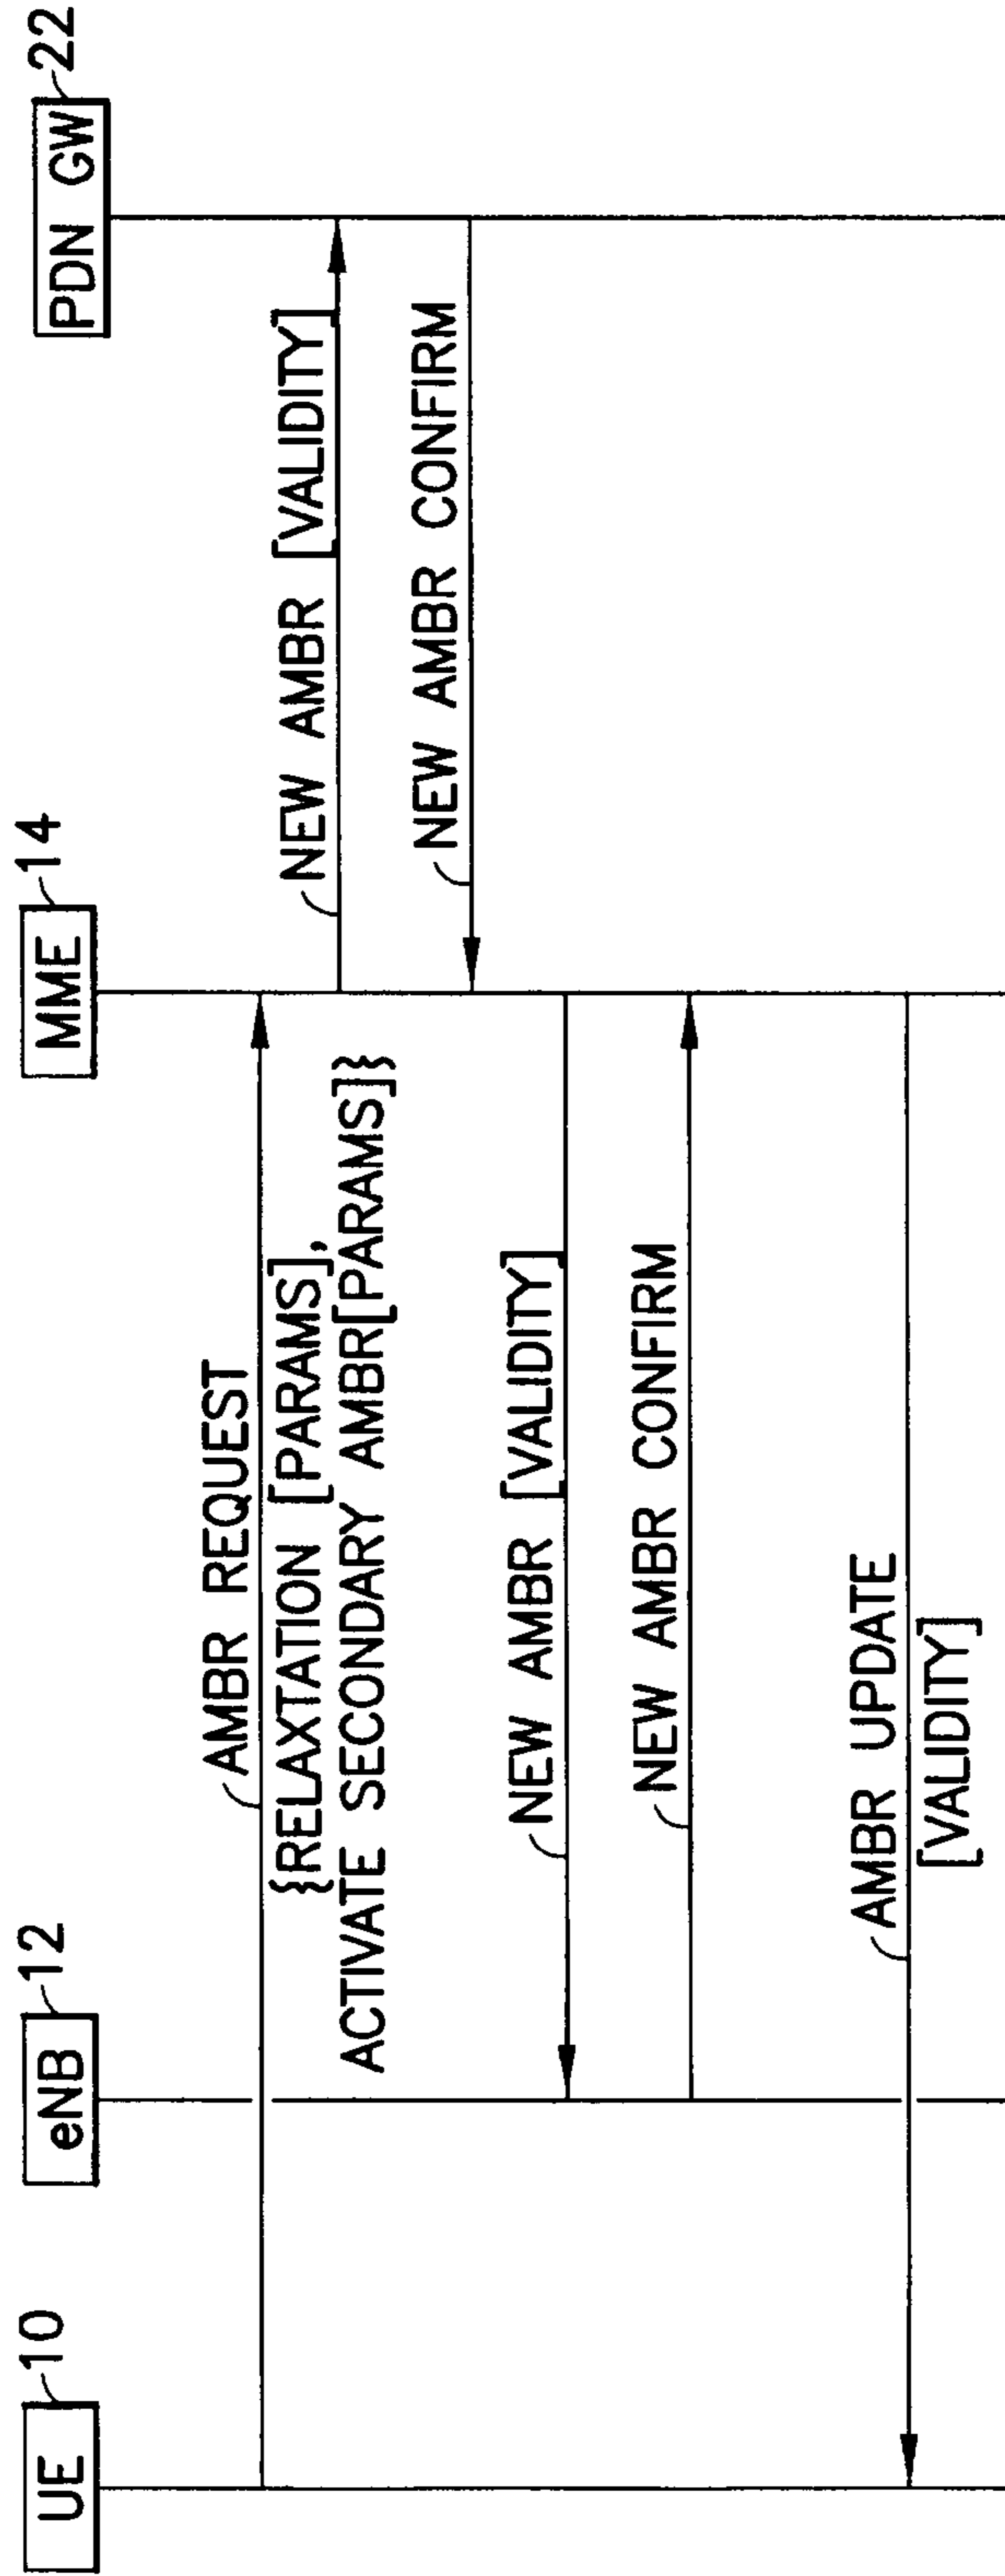 UE 10
eNB 12
MME 14
PDN GW 22
AMBR REQUEST
{RELAXTATION [PARAMS],
ACTIVATE SECONDARY AMBR[PARAMS]}
NEW AMBR [VALIDITY]
NEW AMBR CONFIRM
NEW AMBR [VALIDITY]
NEW AMBR CONFIRM
AMBR UPDATE
[VALIDITY]